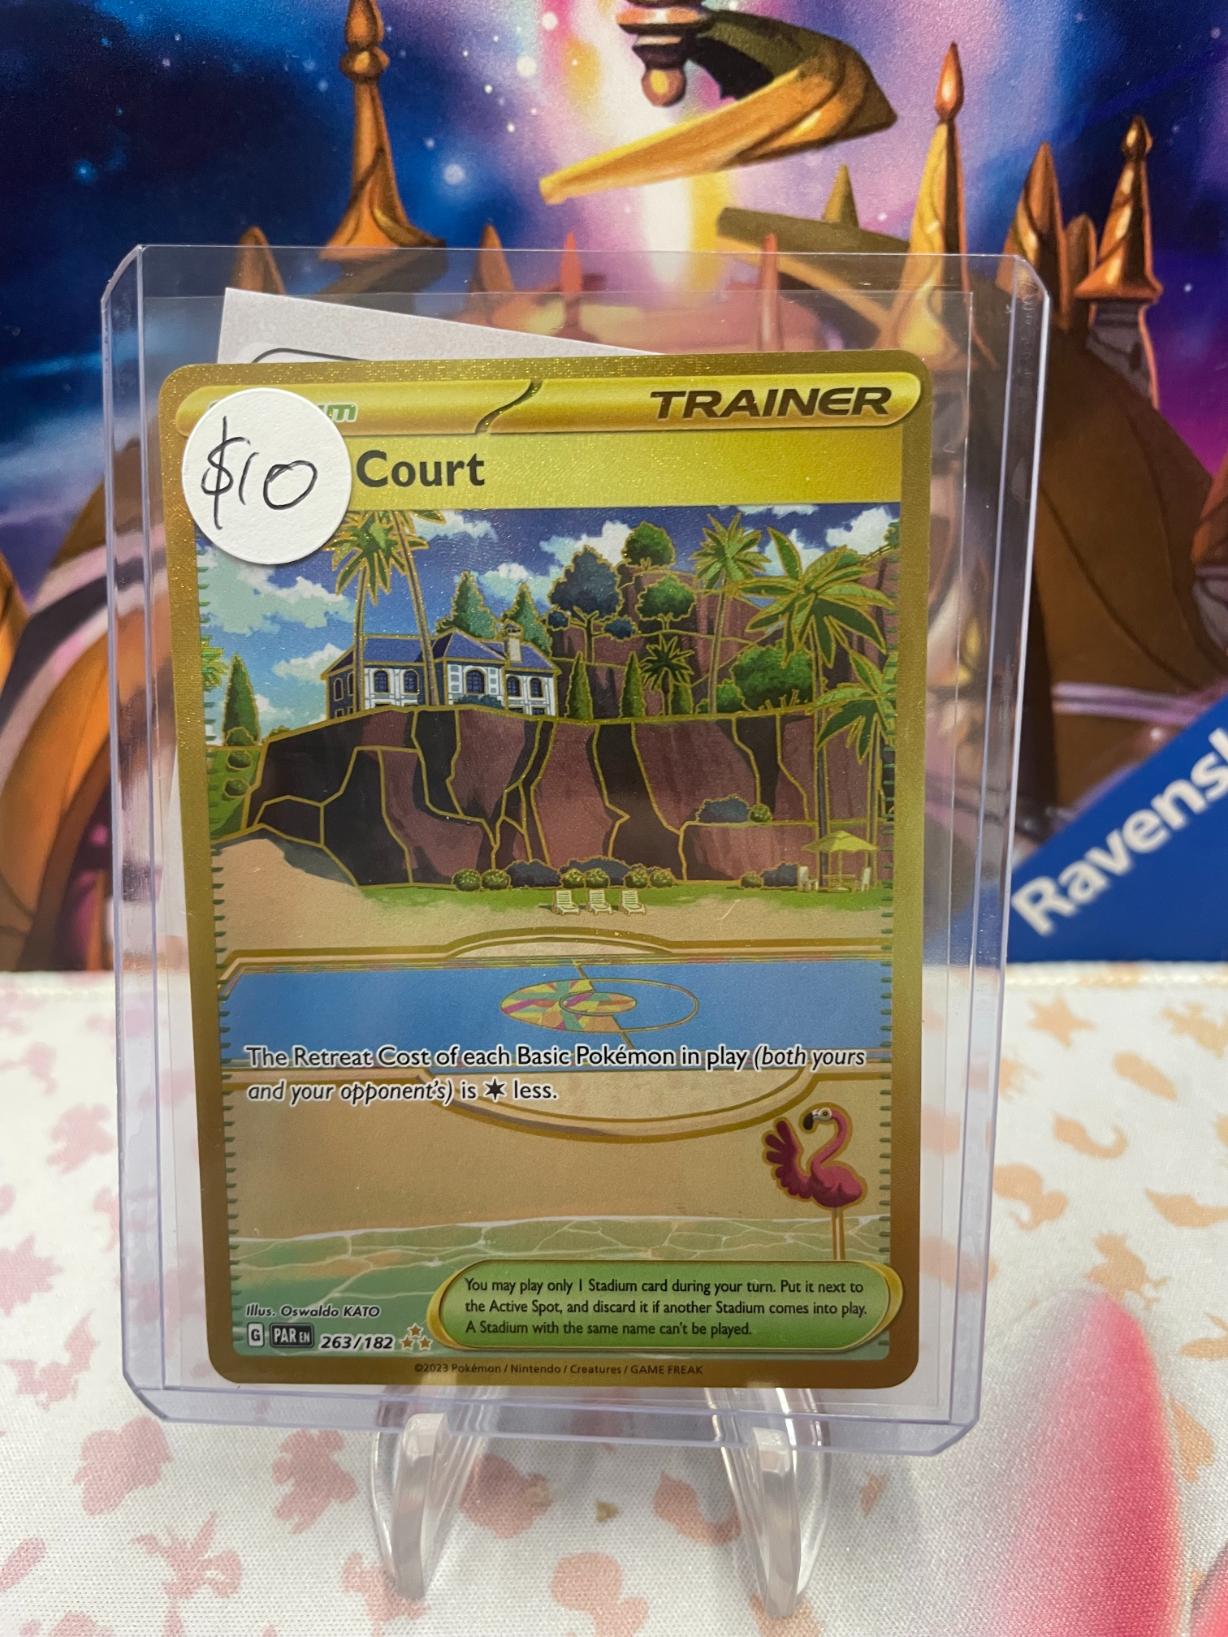 TRAINER
$10
Court
Ravens
The Retreat Cost of each Basic Pokémon in play (both yours
and your opponent's) is less.
You may play only 1 Stadium card during your turn. Put it next to
the Active Spot, and discard it if another Stadium comes into play.
A Stadium with the same name can't be played.
Illus. Oswaldo KATO
G PAR EN 263/182
©2023 Pokémon / Nintendo / Creatures / GAME FREAK